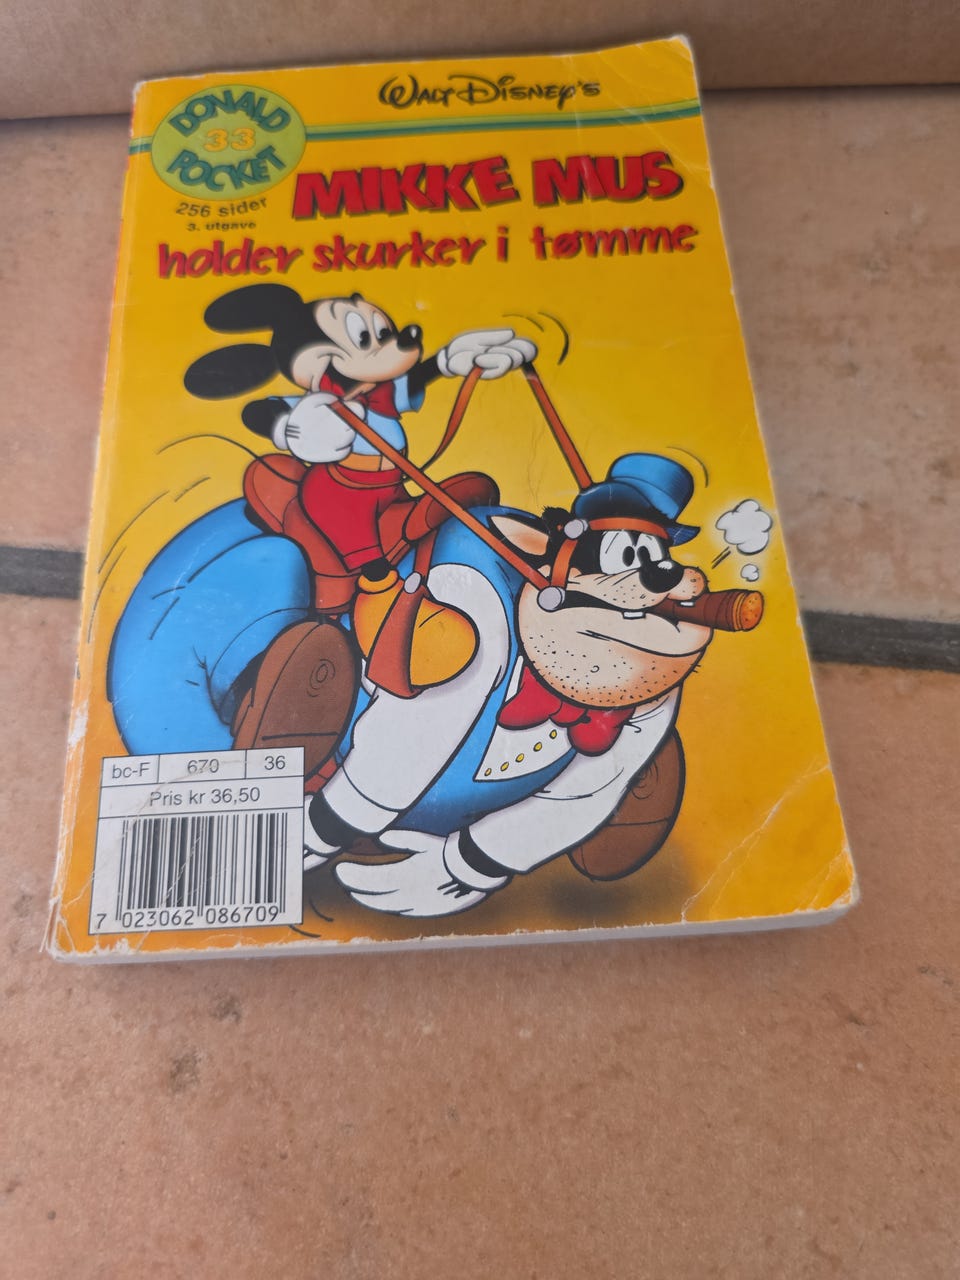 Walt Disney's
DONALD
33
POCKET
256 sider
3. utgave
MIKKE MUS
holder skurker i tømme
bc-F 670 36
Pris kr 36,50
7 023062 086709